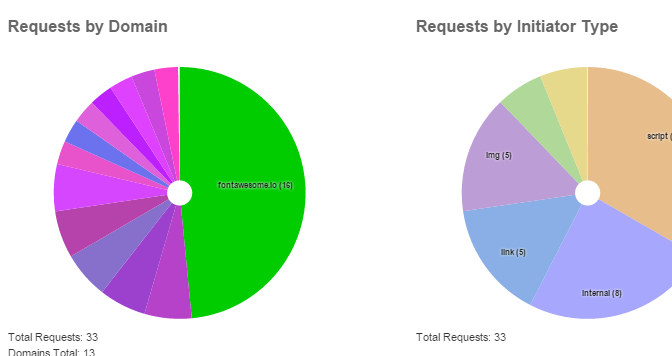 Requests by Domain
Requests by Initiator Type
fontawesome.io (16)
script (
img (5)
link (5)
internal (8)
Total Requests: 33
Total Requests: 33
Domains Total: 13